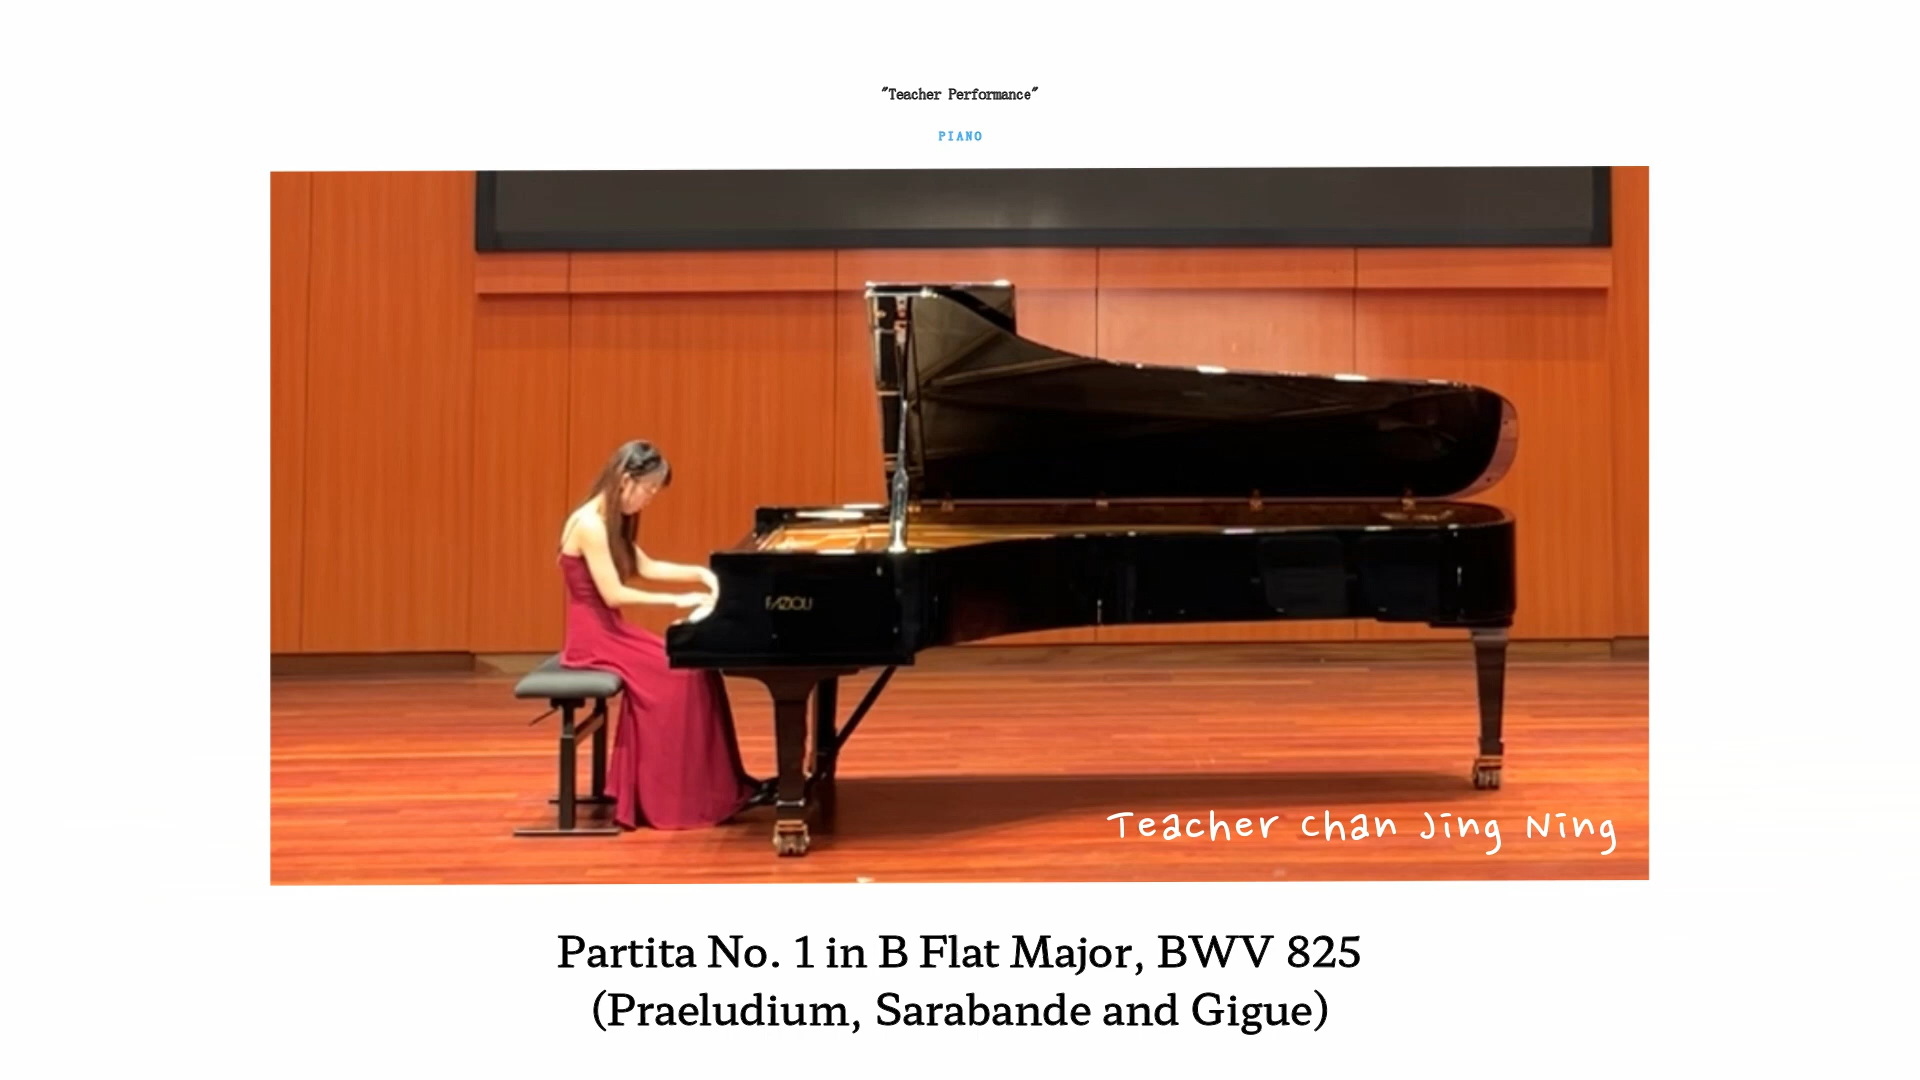 "Teacher Performance"
PIANO
FAZIOLI
Teacher Chan Jing Ning
Partita No. 1 in B Flat Major, BWV 825
(Praeludium, Sarabande and Gigue)